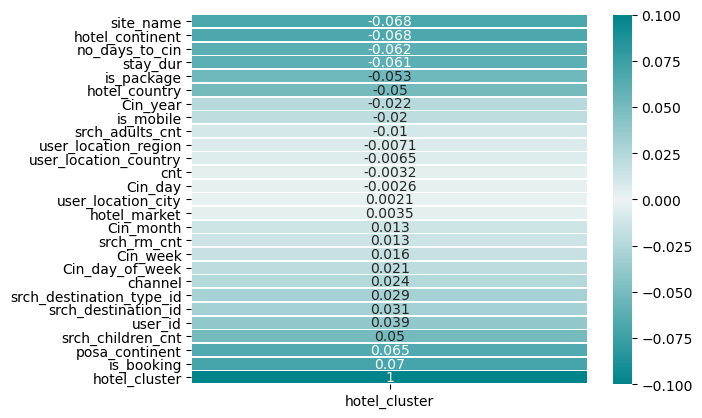 site_name -0.068
hotel_continent -0.068
no_days_to_cin -0.062
stay_dur -0.061
is_package -0.053
hotel_country -0.05
Cin_year -0.022
is_mobile -0.02
srch_adults_cnt -0.01
user_location_region -0.0071
user_location_country -0.0065
cnt -0.0032
Cin_day -0.0026
user_location_city 0.0021
hotel_market 0.0035
Cin_month 0.013
srch_rm_cnt 0.013
Cin_week 0.016
Cin_day_of_week 0.021
channel 0.024
srch_destination_type_id 0.029
srch_destination_id 0.031
user_id 0.039
srch_children_cnt 0.05
posa_continent 0.065
is_booking 0.07
hotel_cluster 1
hotel_cluster
0.100
0.075
0.050
0.025
0.000
−0.025
−0.050
−0.075
−0.100